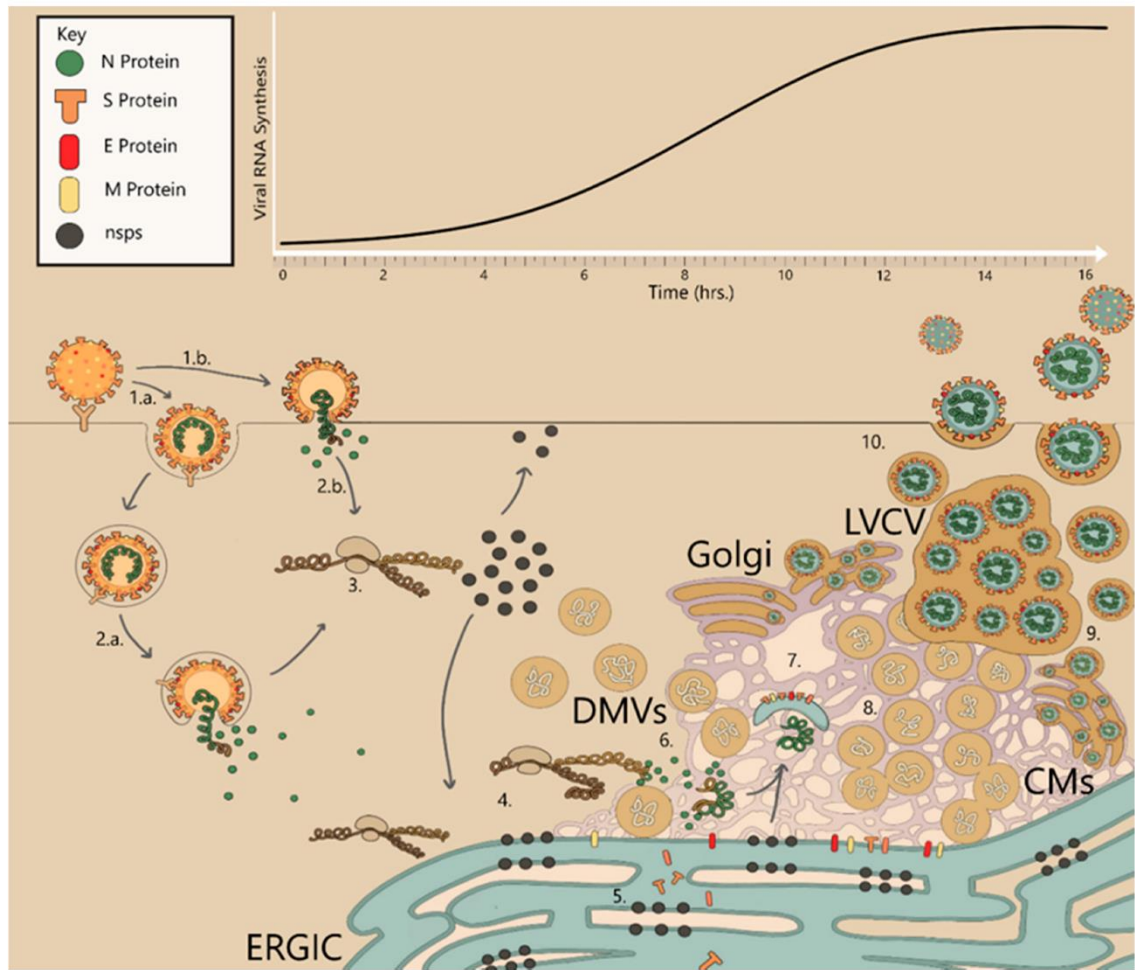 Key
N Protein
S Protein
E Protein
M Protein
nsps
Viral RNA Synthesis
0 2 4 6 8 10 12 14 16
Time (hrs.)
1.b.
1.a.
2.b.
10.
LVCV
Golgi
3.
2.a.
9.
7.
DMVs
8.
6.
CMs
4.
5.
ERGIC